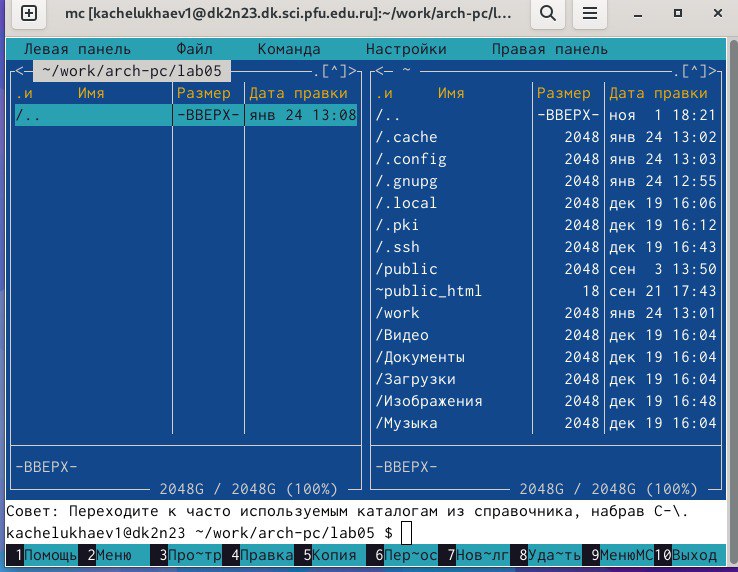 mc [kachelukhaev1@dk2n23.dk.sci.pfu.edu.ru]:~/work/arch-pc/l...
Левая панель Файл Команда Настройки Правая панель
<─ ~/work/arch-pc/lab05 .[^]> <─ ~ .[^]>
.и Имя Размер Дата правки .и Имя Размер Дата правки
/.. -ВВЕРХ- янв 24 13:08 /.. -ВВЕРХ- ноя 1 18:21
/.cache 2048 янв 24 13:02
/.config 2048 янв 24 13:03
/.gnupg 2048 янв 24 12:55
/.local 2048 дек 19 16:06
/.pki 2048 дек 19 16:12
/.ssh 2048 дек 19 16:43
/public 2048 сен 3 13:50
~public_html 18 сен 21 17:43
/work 2048 янв 24 13:01
/Видео 2048 дек 19 16:04
/Документы 2048 дек 19 16:04
/Загрузки 2048 дек 19 16:04
/Изображения 2048 дек 19 16:48
/Музыка 2048 дек 19 16:04
-ВВЕРХ- -ВВЕРХ-
2048G / 2048G (100%) 2048G / 2048G (100%)
Совет: Переходите к часто используемым каталогам из справочника, набрав C-\.
kachelukhaev1@dk2n23 ~/work/arch-pc/lab05 $
1Помощь 2Меню 3Про~тр 4Правка 5Копия 6Пер~ос 7Нов~лг 8Уда~ть 9МенюMC 10Выход